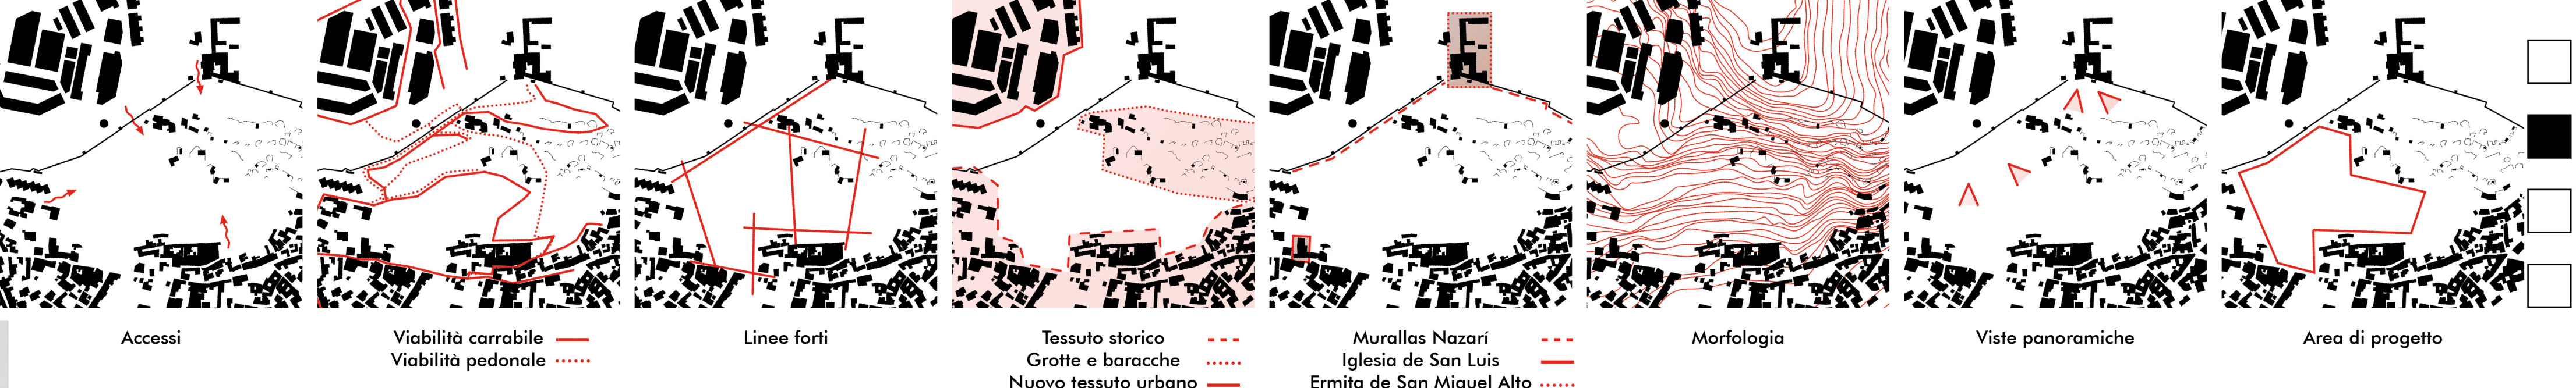 Accessi
Viabilità carrabile
Viabilità pedonale
Linee forti
Tessuto storico
Grotte e baracche
Nuovo tessuto urbano
Murallas Nazarí
Iglesia de San Luis
Ermita de San Miguel Alto
Morfologia
Viste panoramiche
Area di progetto